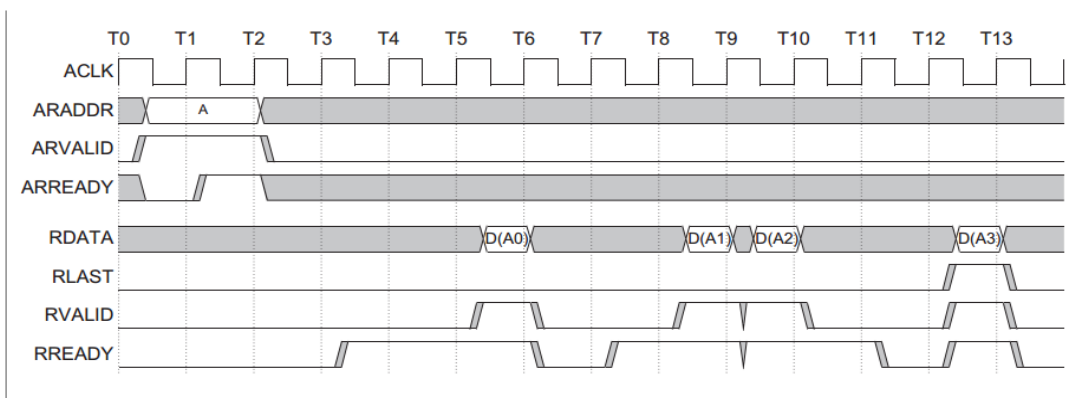 T0 T1 T2 T3 T4 T5 T6 T7 T8 T9 T10 T11 T12 T13
ACLK
ARADDR A
ARVALID
ARREADY
RDATA D(A0) D(A1) D(A2) D(A3)
RLAST
RVALID
RREADY